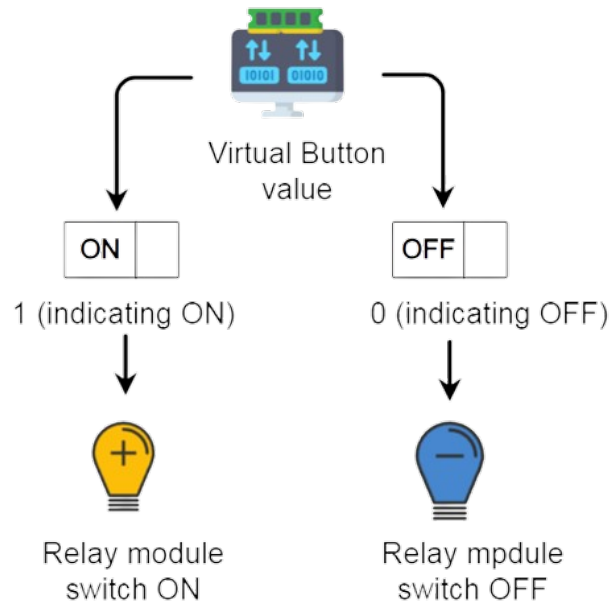 10101 01010
Virtual Button
value
ON
OFF
1 (indicating ON)
0 (indicating OFF)
+
−
Relay module
switch ON
Relay mpdule
switch OFF